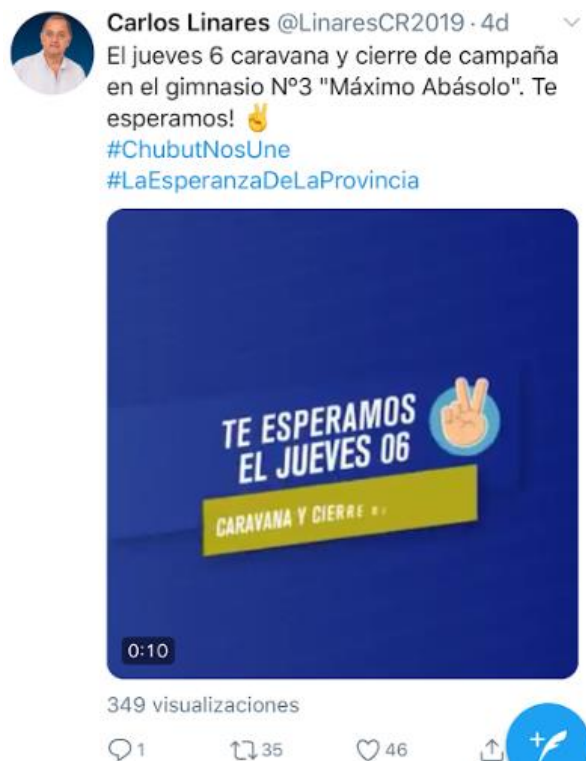 Carlos Linares @LinaresCR2019 · 4d
El jueves 6 caravana y cierre de campaña
en el gimnasio Nº3 "Máximo Abásolo". Te
esperamos! ✌️
#ChubutNosUne
#LaEsperanzaDeLaProvincia
TE ESPERAMOS
EL JUEVES 06
CARAVANA Y CIERRE
0:10
349 visualizaciones
1 35 46